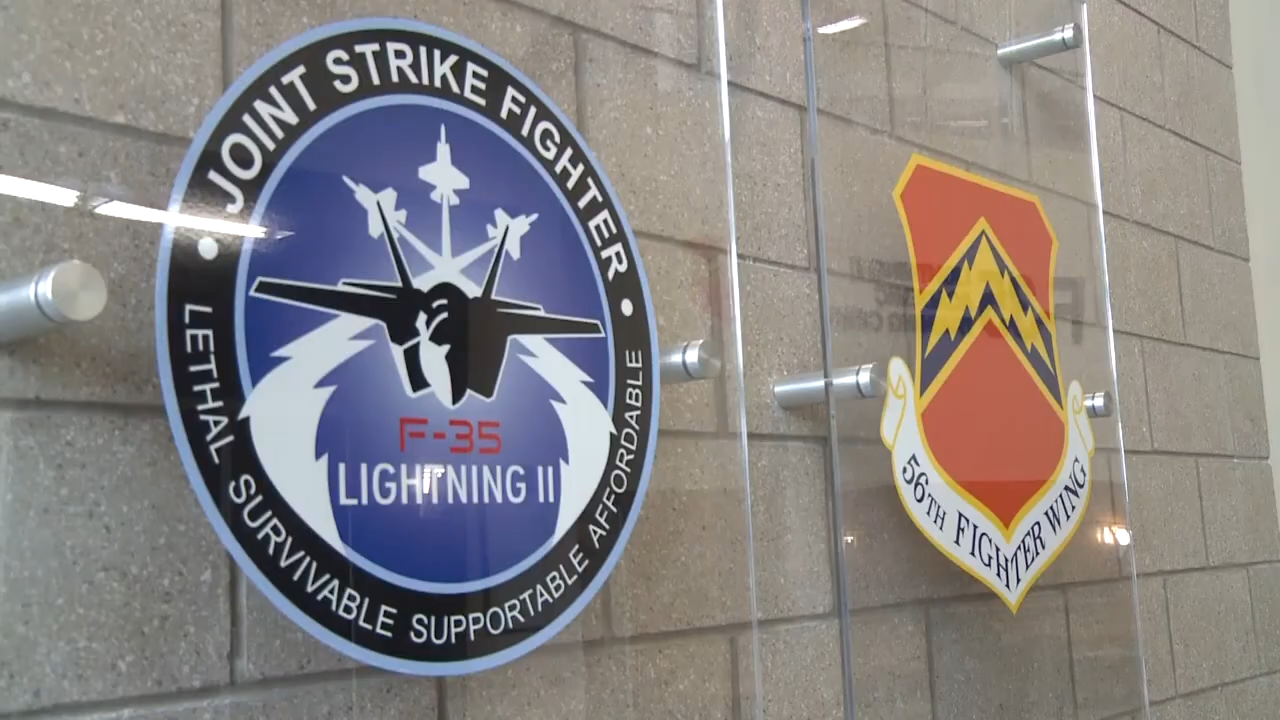 JOINT STRIKE FIGHTER
F-35
LIGHTNING II
LETHAL SURVIVABLE SUPPORTABLE AFFORDABLE
56TH FIGHTER WING